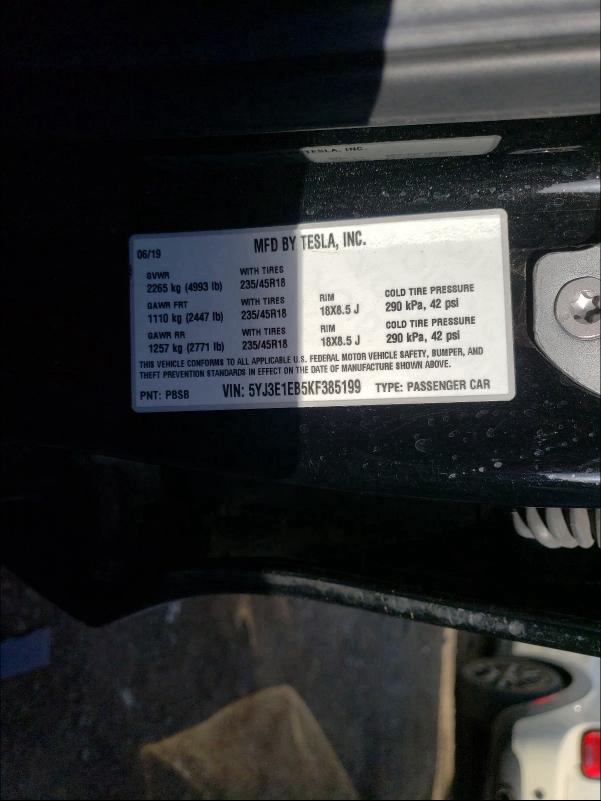 TESLA, INC.
06/19
MFD BY TESLA, INC.
GVWR WITH TIRES
2265 kg (4993 lb) 235/45R18
GAWR FRT WITH TIRES RIM COLD TIRE PRESSURE
1110 kg (2447 lb) 235/45R18 18X8.5 J 290 kPa, 42 psi
GAWR RR WITH TIRES RIM COLD TIRE PRESSURE
1257 kg (2771 lb) 235/45R18 18X8.5 J 290 kPa, 42 psi
THIS VEHICLE CONFORMS TO ALL APPLICABLE U.S. FEDERAL MOTOR VEHICLE SAFETY, BUMPER, AND
THEFT PREVENTION STANDARDS IN EFFECT ON THE DATE OF MANUFACTURE SHOWN ABOVE.
PNT: PBSB VIN: 5YJ3E1EB5KF385199 TYPE: PASSENGER CAR